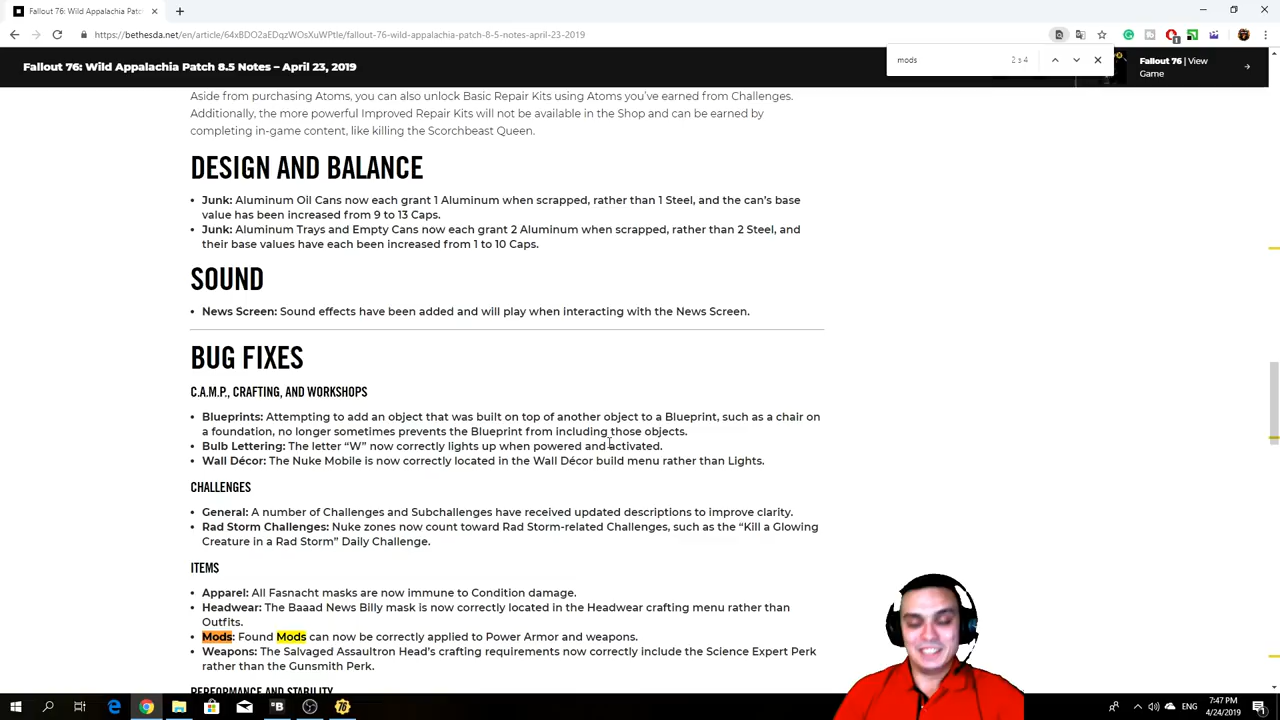 Fallout 76: Wild Appalachia Patc
https://bethesda.net/en/article/64xBDO2aEDqzWOsXuWPtle/fallout-76-wild-appalachia-patch-8-5-notes-april-23-2019
mods 2 з 4
Fallout 76: Wild Appalachia Patch 8.5 Notes – April 23, 2019
Fallout 76 | View
Game
Aside from purchasing Atoms, you can also unlock Basic Repair Kits using Atoms you've earned from Challenges.
Additionally, the more powerful Improved Repair Kits will not be available in the Shop and can be earned by
completing in-game content, like killing the Scorchbeast Queen.
DESIGN AND BALANCE
• Junk: Aluminum Oil Cans now each grant 1 Aluminum when scrapped, rather than 1 Steel, and the can's base
value has been increased from 9 to 13 Caps.
• Junk: Aluminum Trays and Empty Cans now each grant 2 Aluminum when scrapped, rather than 2 Steel, and
their base values have each been increased from 1 to 10 Caps.
SOUND
• News Screen: Sound effects have been added and will play when interacting with the News Screen.
BUG FIXES
C.A.M.P., CRAFTING, AND WORKSHOPS
• Blueprints: Attempting to add an object that was built on top of another object to a Blueprint, such as a chair on
a foundation, no longer sometimes prevents the Blueprint from including those objects.
• Bulb Lettering: The letter “W” now correctly lights up when powered and activated.
• Wall Décor: The Nuke Mobile is now correctly located in the Wall Décor build menu rather than Lights.
CHALLENGES
• General: A number of Challenges and Subchallenges have received updated descriptions to improve clarity.
• Rad Storm Challenges: Nuke zones now count toward Rad Storm-related Challenges, such as the “Kill a Glowing
Creature in a Rad Storm” Daily Challenge.
ITEMS
• Apparel: All Fasnacht masks are now immune to Condition damage.
• Headwear: The Baaad News Billy mask is now correctly located in the Headwear crafting menu rather than
Outfits.
• Mods: Found Mods can now be correctly applied to Power Armor and weapons.
• Weapons: The Salvaged Assaultron Head’s crafting requirements now correctly include the Science Expert Perk
rather than the Gunsmith Perk.
PERFORMANCE AND STABILITY
ENG
7:47 PM
4/24/2019